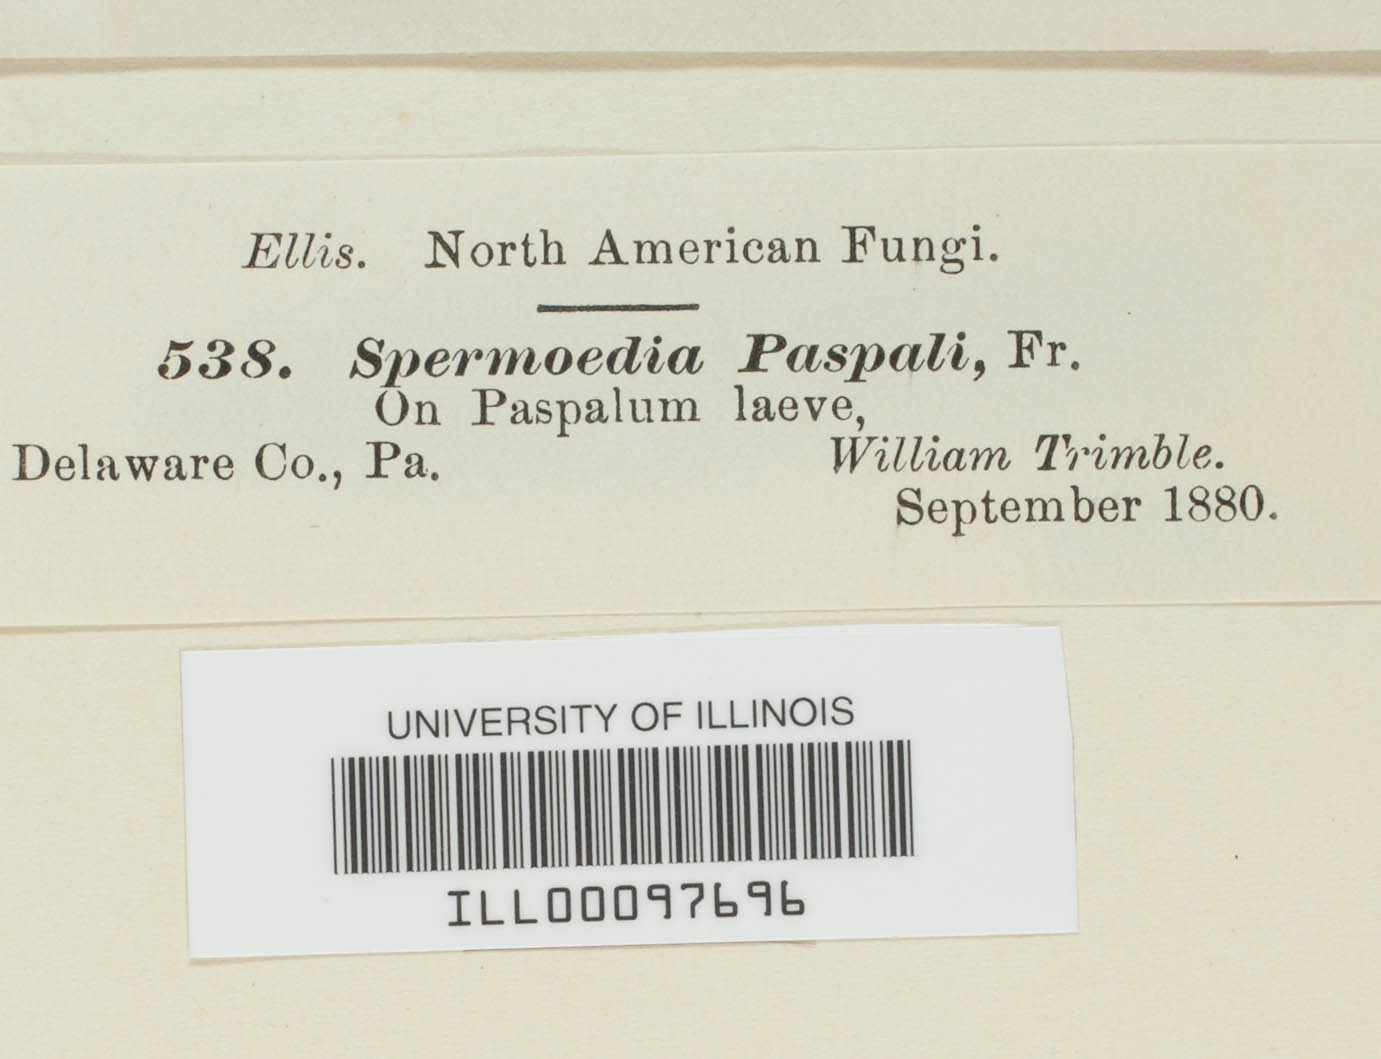 Ellis. North American Fungi.
538. Spermoedia Paspali, Fr.
On Paspalum laeve,
Delaware Co., Pa. William Trimble.
September 1880.
UNIVERSITY OF ILLINOIS
ILL00097696